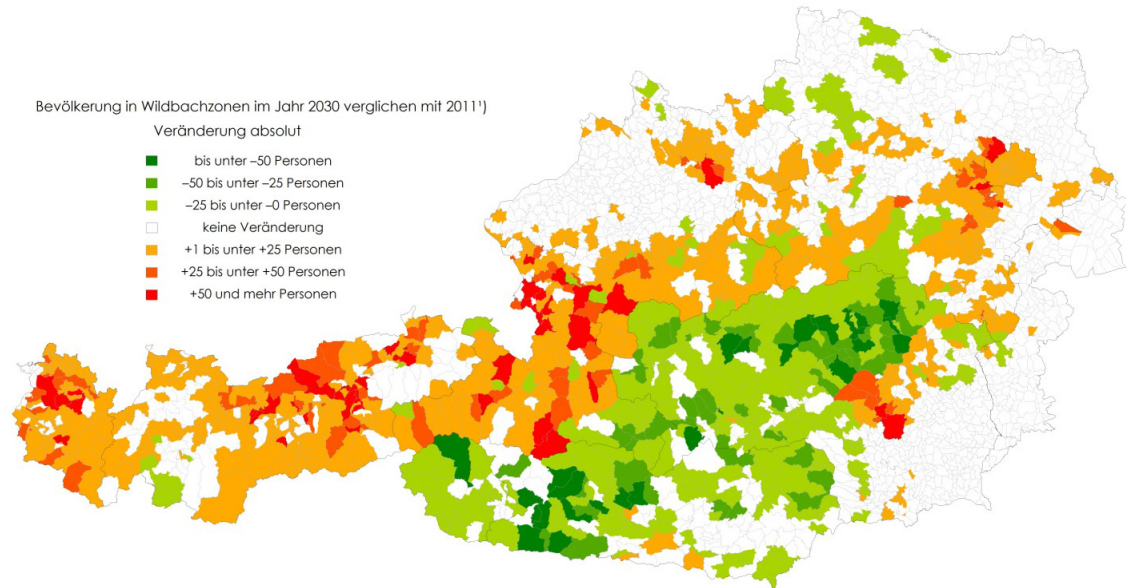 Bevölkerung in Wildbachzonen im Jahr 2030 verglichen mit 2011¹)
Veränderung absolut
bis unter –50 Personen
–50 bis unter –25 Personen
–25 bis unter –0 Personen
keine Veränderung
+1 bis unter +25 Personen
+25 bis unter +50 Personen
+50 und mehr Personen